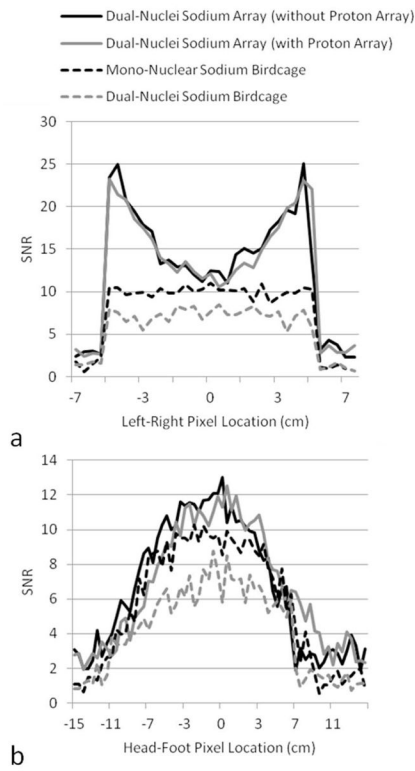 Dual-Nuclei Sodium Array (without Proton Array)
Dual-Nuclei Sodium Array (with Proton Array)
Mono-Nuclear Sodium Birdcage
Dual-Nuclei Sodium Birdcage
30
25
20
15
10
5
0
SNR
-7 -3 0 3 7
Left-Right Pixel Location (cm)
a
14
12
10
8
6
4
2
0
SNR
-15 -11 -7 -3 0 3 7 11
Head-Foot Pixel Location (cm)
b